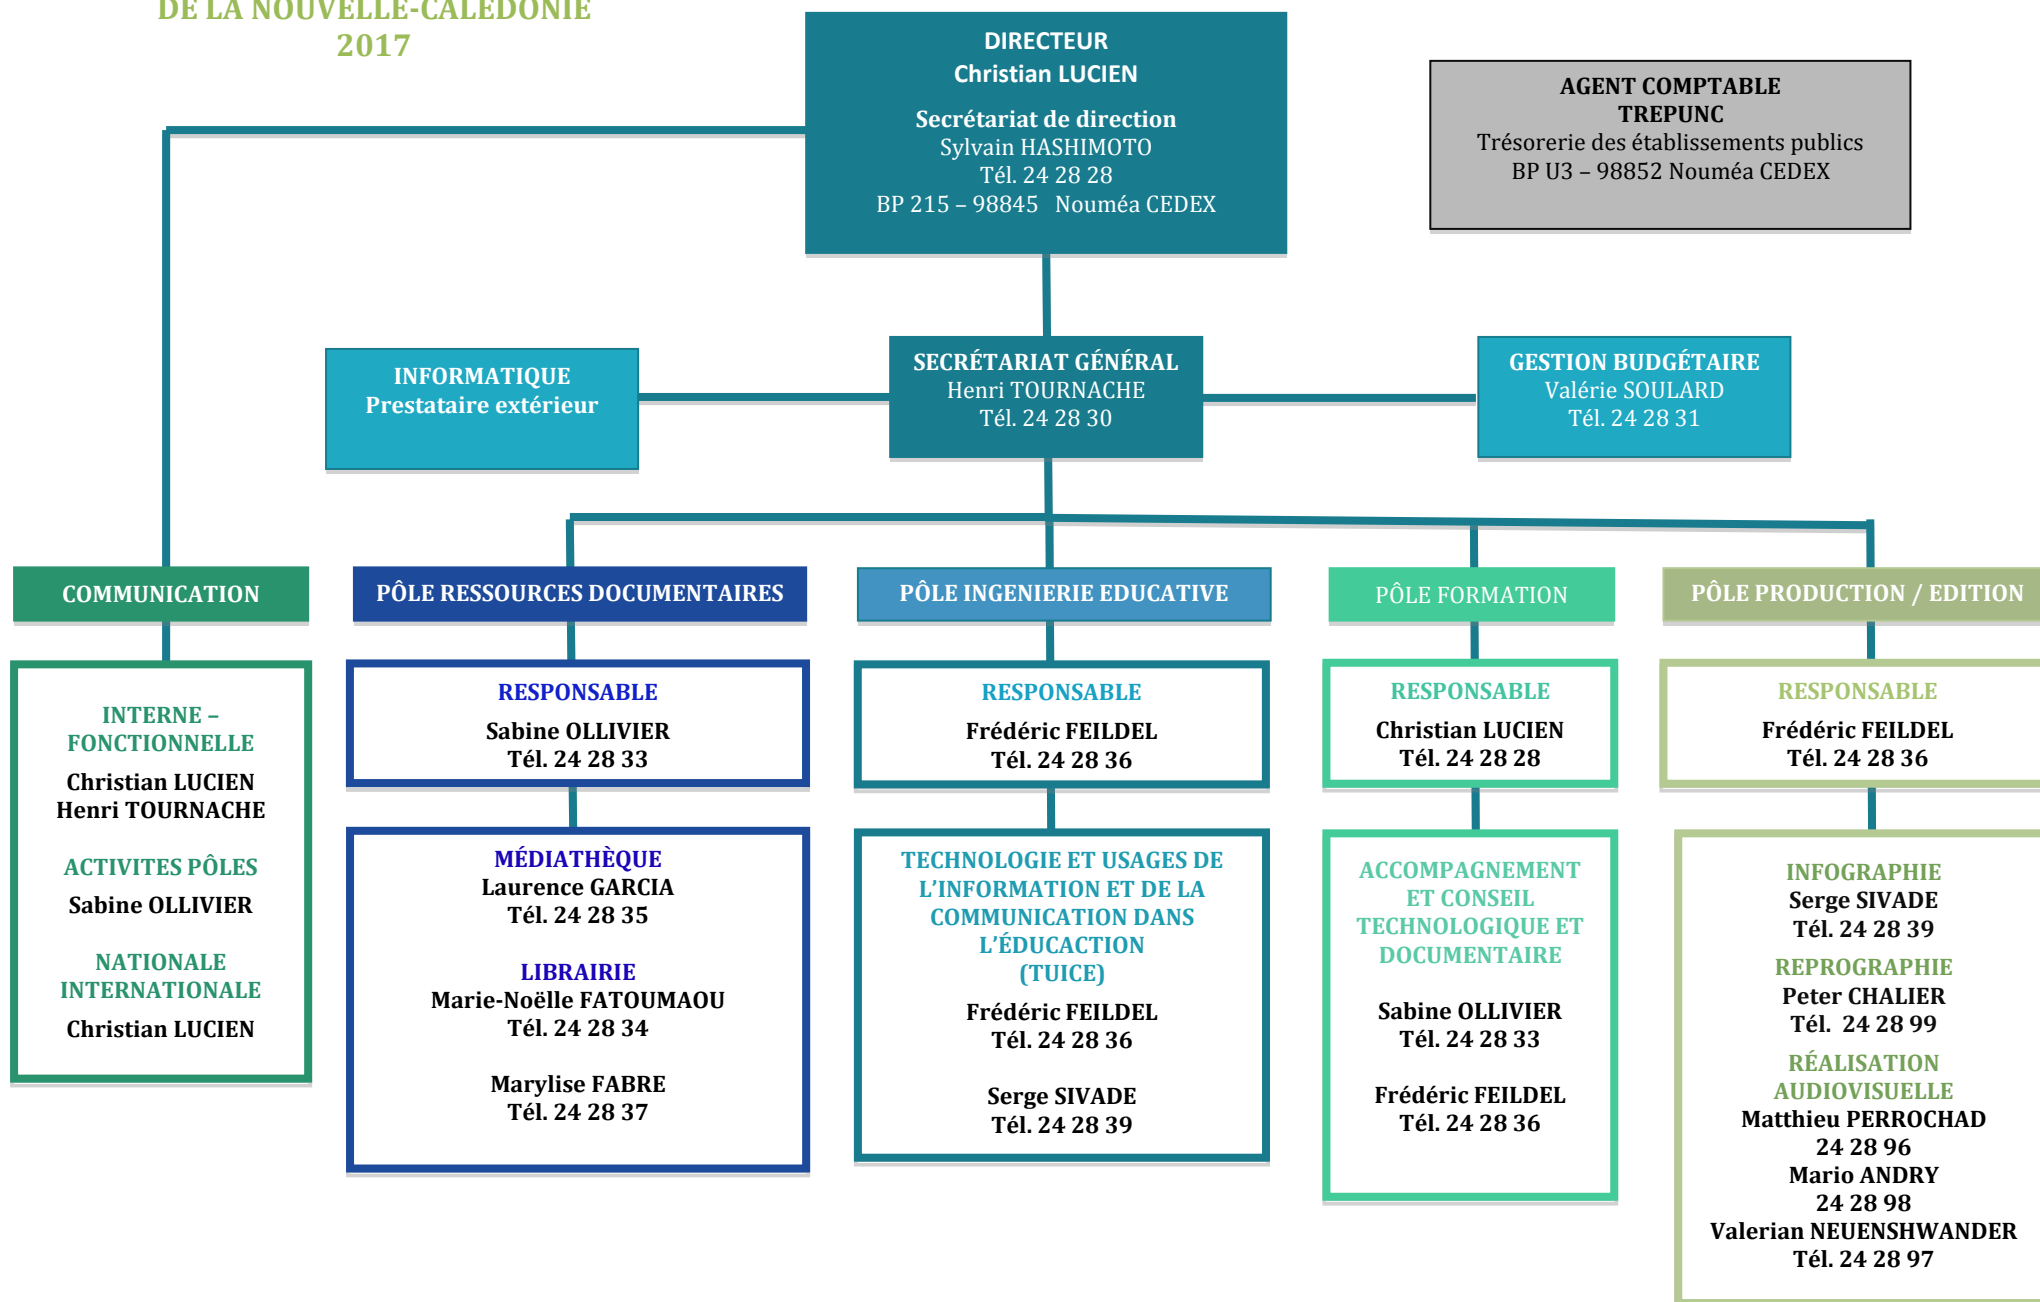 DE LA NOUVELLE-CALÉDONIE
2017
DIRECTEUR
Christian LUCIEN
Secrétariat de direction
Sylvain HASHIMOTO
Tél. 24 28 28
BP 215 – 98845 Nouméa CEDEX
AGENT COMPTABLE
TREPUNC
Trésorerie des établissements publics
BP U3 – 98852 Nouméa CEDEX
INFORMATIQUE
Prestataire extérieur
SECRÉTARIAT GÉNÉRAL
Henri TOURNACHE
Tél. 24 28 30
GESTION BUDGÉTAIRE
Valérie SOULARD
Tél. 24 28 31
COMMUNICATION
INTERNE –
FONCTIONNELLE
Christian LUCIEN
Henri TOURNACHE
ACTIVITES PÔLES
Sabine OLLIVIER
NATIONALE
INTERNATIONALE
Christian LUCIEN
PÔLE RESSOURCES DOCUMENTAIRES
RESPONSABLE
Sabine OLLIVIER
Tél. 24 28 33
MÉDIATHÈQUE
Laurence GARCIA
Tél. 24 28 35
LIBRAIRIE
Marie-Noëlle FATOUMAOU
Tél. 24 28 34
Marylise FABRE
Tél. 24 28 37
PÔLE INGENIERIE EDUCATIVE
RESPONSABLE
Frédéric FEILDEL
Tél. 24 28 36
TECHNOLOGIE ET USAGES DE
L’INFORMATION ET DE LA
COMMUNICATION DANS
L’ÉDUCACTION
(TUICE)
Frédéric FEILDEL
Tél. 24 28 36
Serge SIVADE
Tél. 24 28 39
PÔLE FORMATION
RESPONSABLE
Christian LUCIEN
Tél. 24 28 28
ACCOMPAGNEMENT
ET CONSEIL
TECHNOLOGIQUE ET
DOCUMENTAIRE
Sabine OLLIVIER
Tél. 24 28 33
Frédéric FEILDEL
Tél. 24 28 36
PÔLE PRODUCTION / EDITION
RESPONSABLE
Frédéric FEILDEL
Tél. 24 28 36
INFOGRAPHIE
Serge SIVADE
Tél. 24 28 39
REPROGRAPHIE
Peter CHALIER
Tél. 24 28 99
RÉALISATION
AUDIOVISUELLE
Matthieu PERROCHAD
24 28 96
Mario ANDRY
24 28 98
Valerian NEUENSHWANDER
Tél. 24 28 97